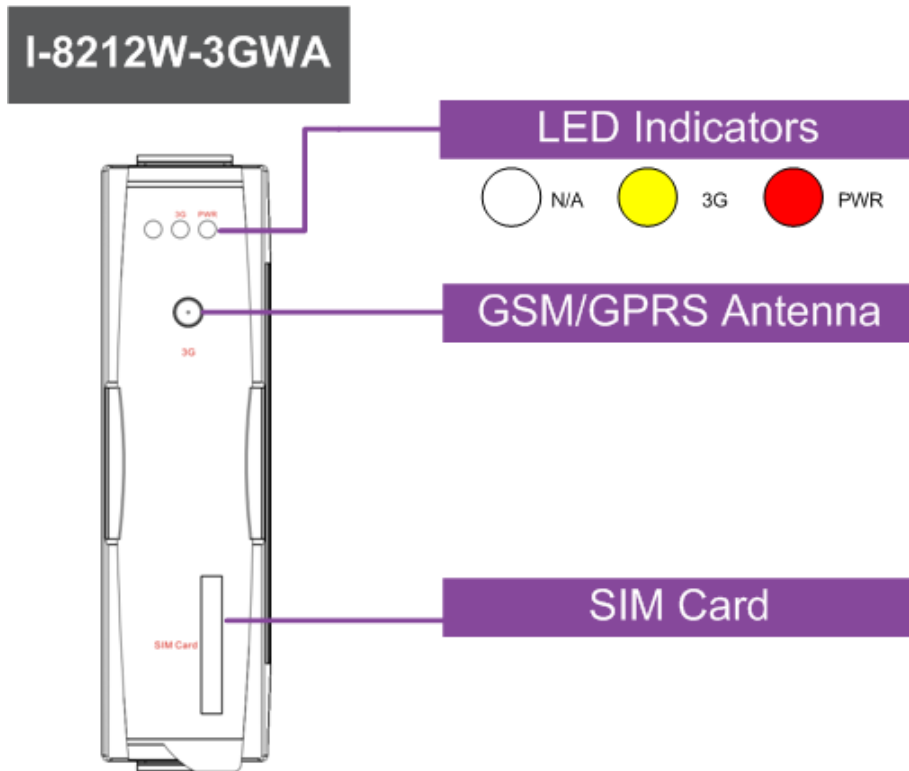 I-8212W-3GWA
LED Indicators
N/A 3G PWR
3G PWR
GSM/GPRS Antenna
3G
SIM Card
SIM Card